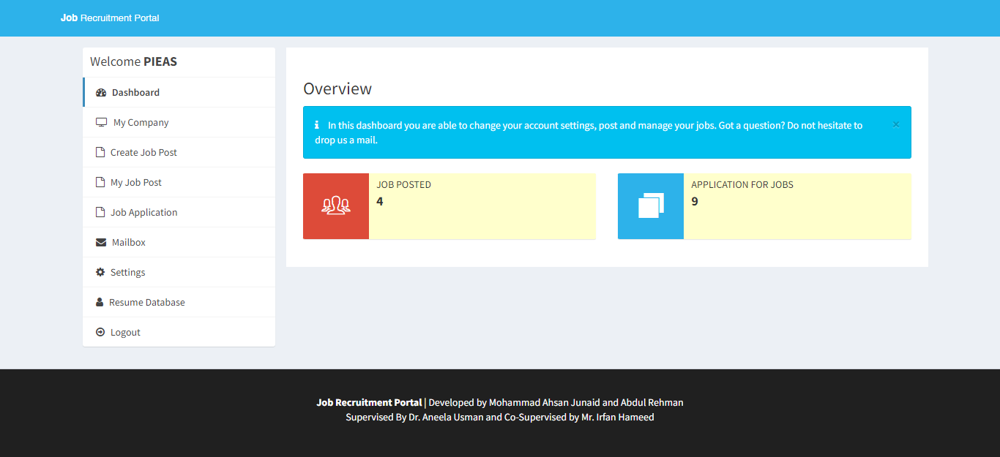 Job Recruitment Portal
Welcome PIEAS
Dashboard
My Company
Create Job Post
My Job Post
Job Application
Mailbox
Settings
Resume Database
Logout
Overview
In this dashboard you are able to change your account settings, post and manage your jobs. Got a question? Do not hesitate to
drop us a mail.
JOB POSTED
4
APPLICATION FOR JOBS
9
Job Recruitment Portal | Developed by Mohammad Ahsan Junaid and Abdul Rehman
Supervised By Dr. Aneela Usman and Co-Supervised by Mr. Irfan Hameed